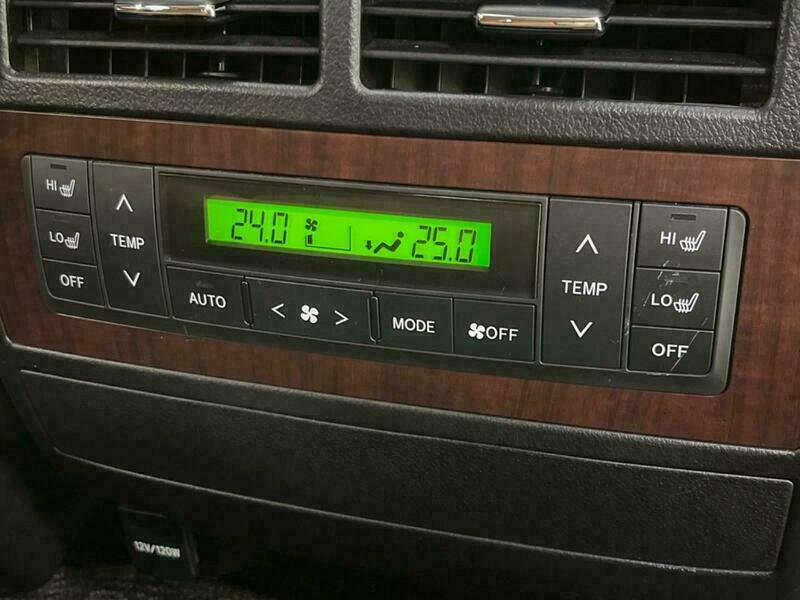 HI
LO
OFF
TEMP
24.0 25.0
AUTO
MODE
OFF
TEMP
HI
LO
OFF
12V/120W